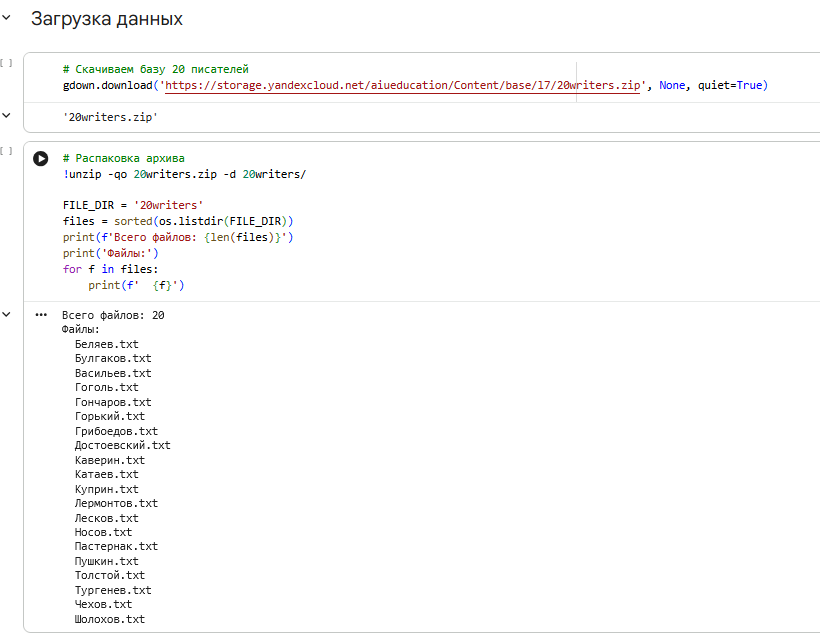 Загрузка данных
[ ]
# Скачиваем базу 20 писателей
gdown.download('https://storage.yandexcloud.net/aiueducation/Content/base/l7/20writers.zip', None, quiet=True)
'20writers.zip'
[ ]
# Распаковка архива
!unzip -qo 20writers.zip -d 20writers/
FILE_DIR = '20writers'
files = sorted(os.listdir(FILE_DIR))
print(f'Всего файлов: {len(files)}')
print('Файлы:')
for f in files:
    print(f'  {f}')
Всего файлов: 20
Файлы:
  Беляев.txt
  Булгаков.txt
  Васильев.txt
  Гоголь.txt
  Гончаров.txt
  Горький.txt
  Грибоедов.txt
  Достоевский.txt
  Каверин.txt
  Катаев.txt
  Куприн.txt
  Лермонтов.txt
  Лесков.txt
  Носов.txt
  Пастернак.txt
  Пушкин.txt
  Толстой.txt
  Тургенев.txt
  Чехов.txt
  Шолохов.txt